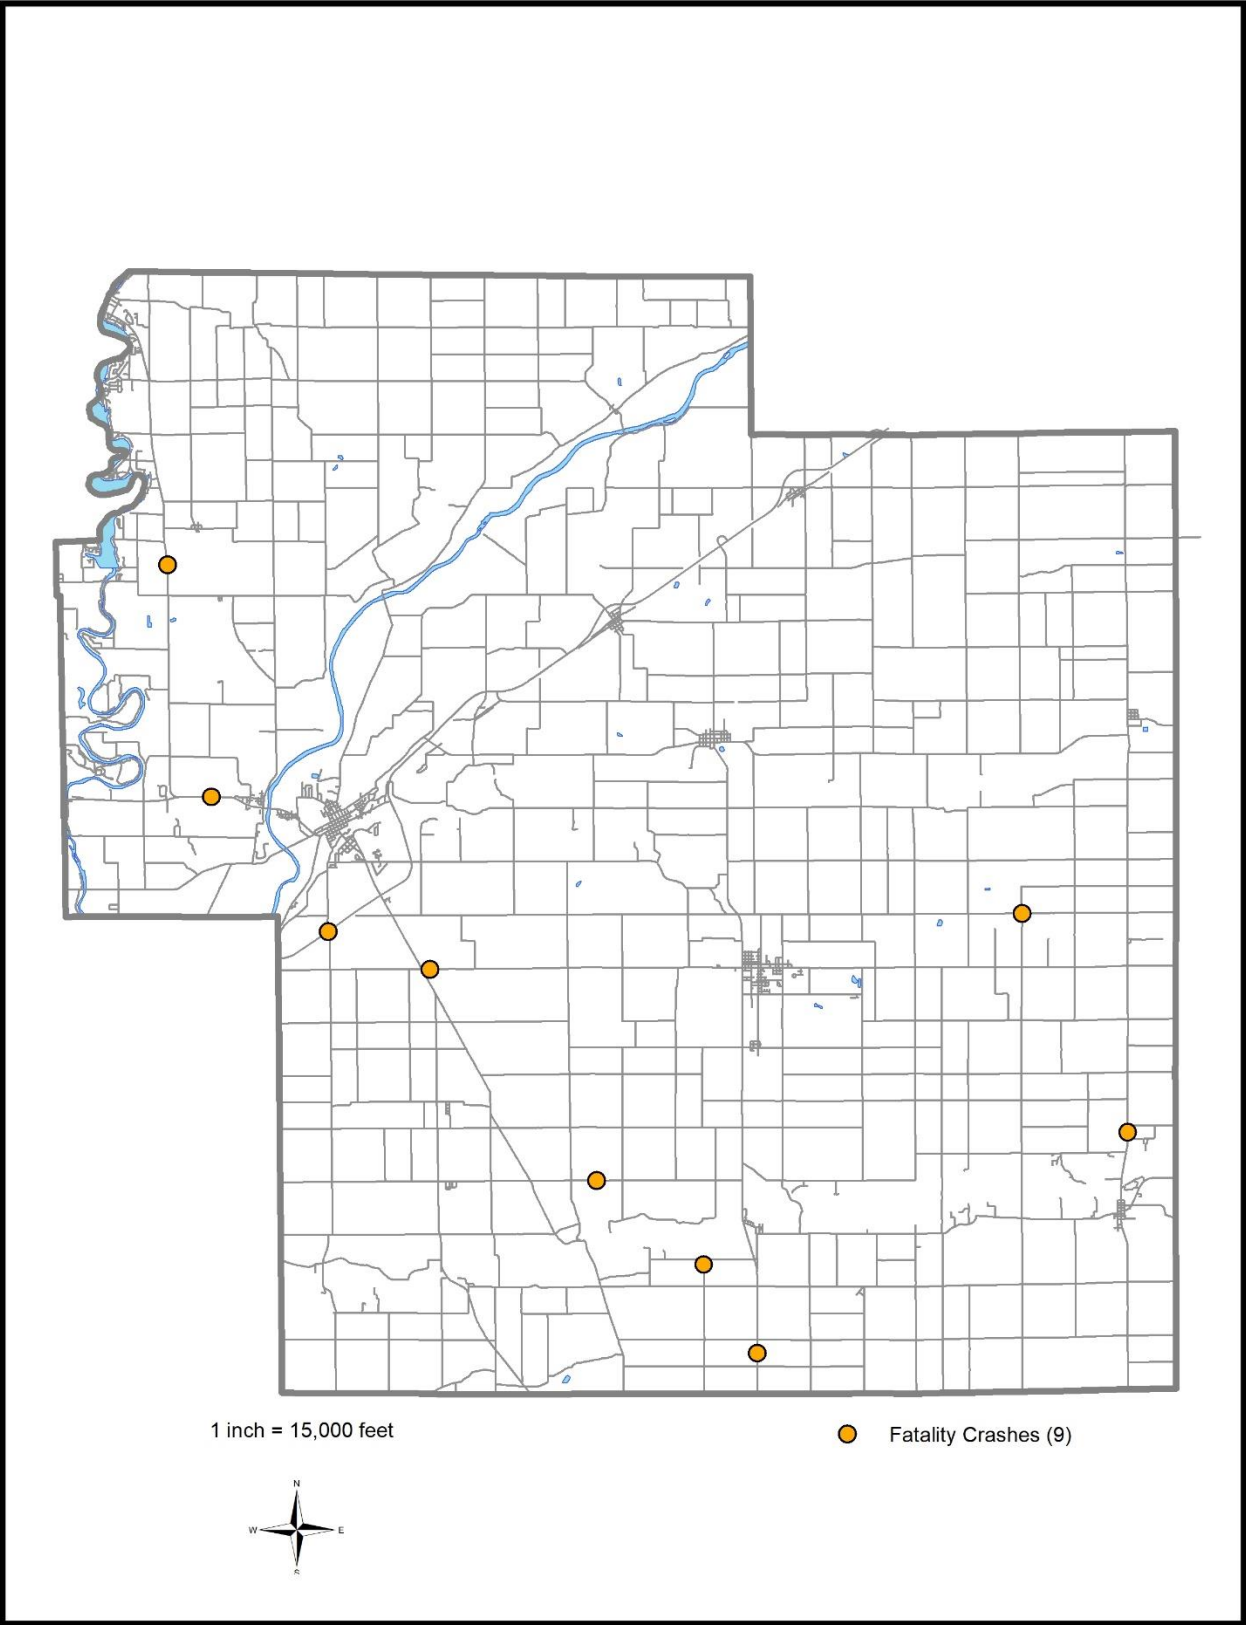 1 inch = 15,000 feet
Fatality Crashes (9)
N
W E
S